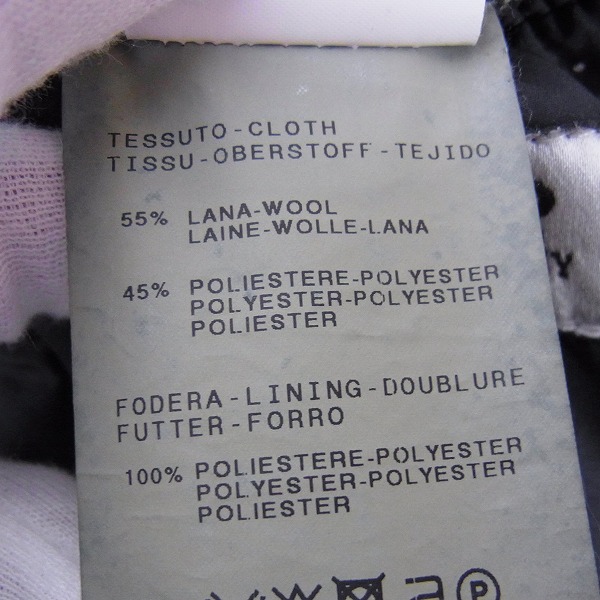 TESSUTO-CLOTH
TISSU-OBERSTOFF-TEJIDO
55% LANA-WOOL
LAINE-WOLLE-LANA
45% POLIESTERE-POLYESTER
POLYESTER-POLYESTER
POLIESTER
FODERA-LINING-DOUBLURE
FUTTER-FORRO
100% POLIESTERE-POLYESTER
POLYESTER-POLYESTER
POLIESTER
P
Y